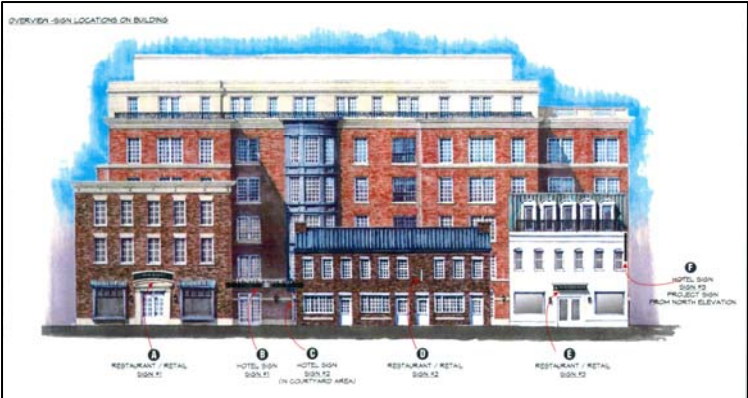 OVERVIEW -SIGN LOCATIONS ON BUILDING
F
HOTEL SIGN
SIGN #3
PROJECT SIGN
FROM NORTH ELEVATION
A
RESTAURANT / RETAIL
SIGN #1
B
HOTEL SIGN
SIGN #1
C
HOTEL SIGN
SIGN #2
(IN COURTYARD AREA)
D
RESTAURANT / RETAIL
SIGN #2
E
RESTAURANT / RETAIL
SIGN #3